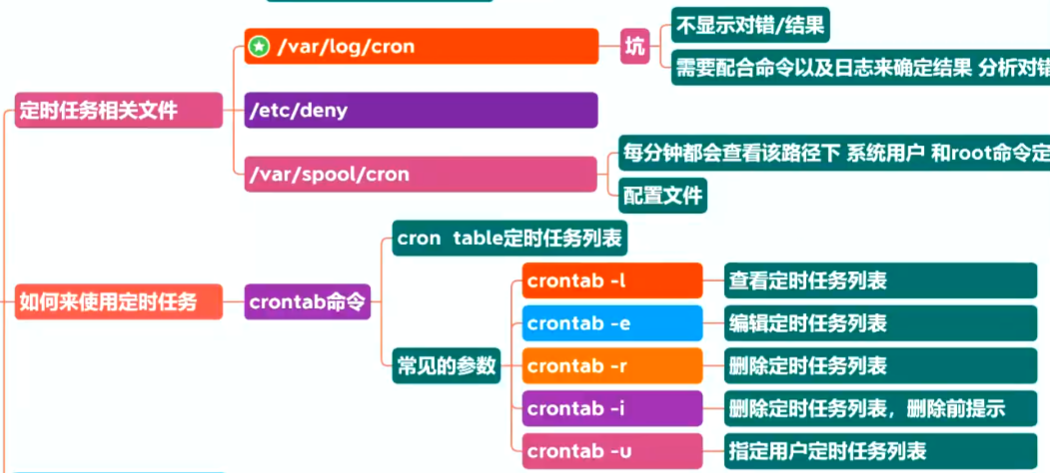 定时任务相关文件
/var/log/cron
坑
不显示对错/结果
需要配合命令以及日志来确定结果 分析对错
/etc/deny
/var/spool/cron
每分钟都会查看该路径下 系统用户 和root命令定
配置文件
如何来使用定时任务
crontab命令
cron table定时任务列表
常见的参数
crontab -l
查看定时任务列表
crontab -e
编辑定时任务列表
crontab -r
删除定时任务列表
crontab -i
删除定时任务列表，删除前提示
crontab -u
指定用户定时任务列表